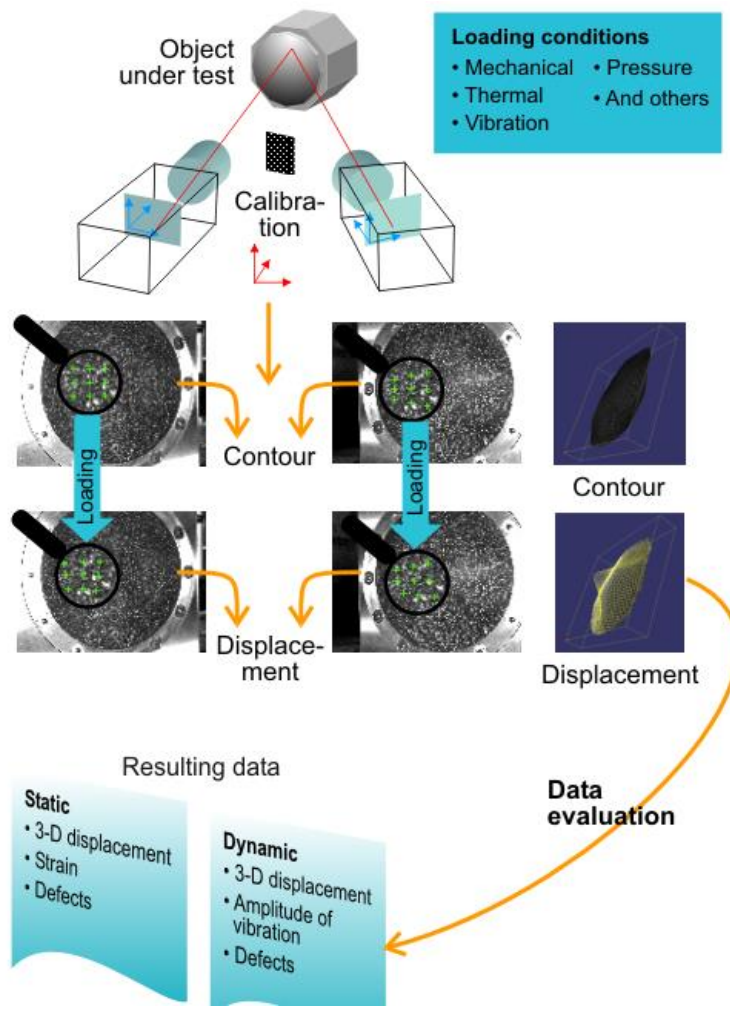 Object
under test
Loading conditions
• Mechanical
• Pressure
• Thermal
• And others
• Vibration
Calibra-
tion
Loading
Contour
Loading
Contour
Loading
Displace-
ment
Displacement
Resulting data
Static
• 3-D displacement
• Strain
• Defects
Dynamic
• 3-D displacement
• Amplitude of
vibration
• Defects
Data
evaluation